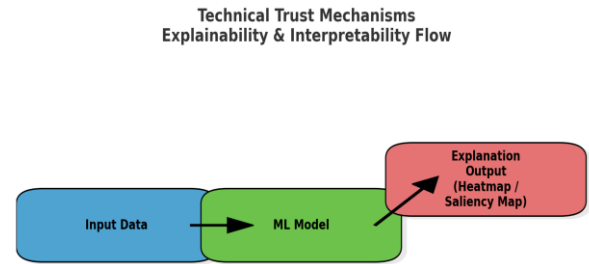 Technical Trust Mechanisms
Explainability & Interpretability Flow
Explanation
Output
(Heatmap /
Saliency Map)
Input Data
ML Model